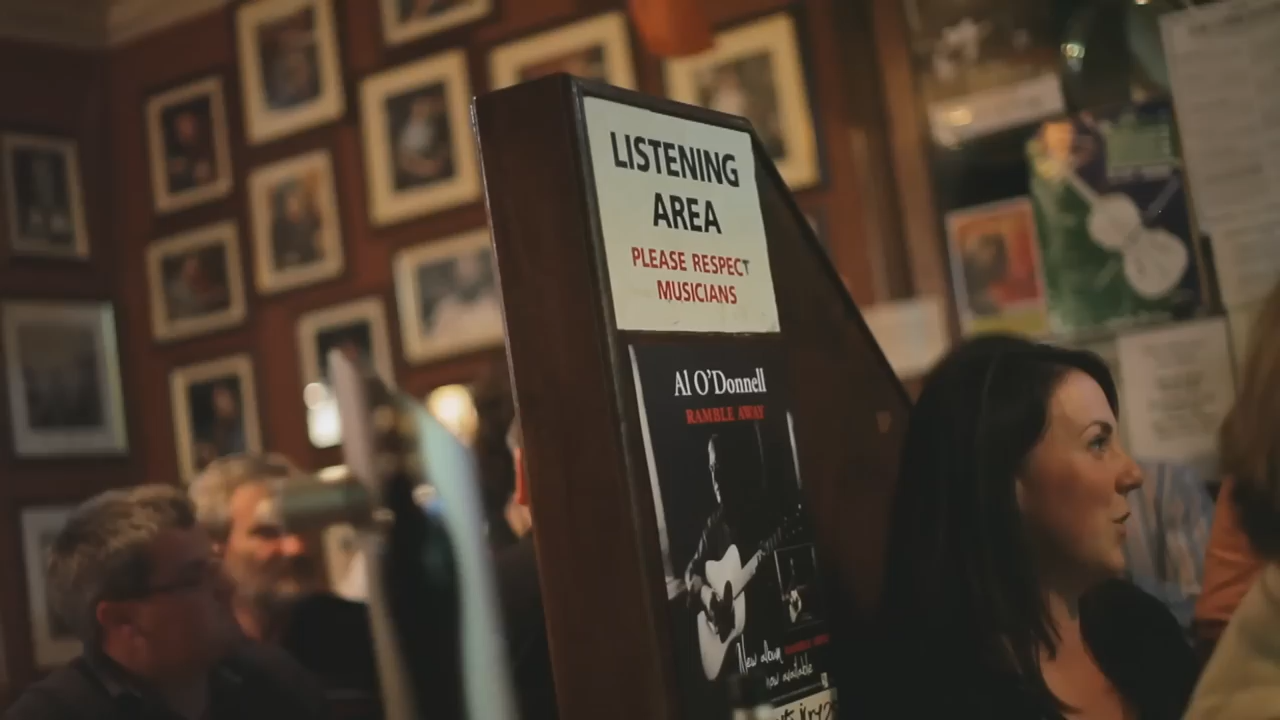 LISTENING
AREA
PLEASE RESPECT
MUSICIANS
Al O'Donnell
RAMBLE AWAY
New album
now available